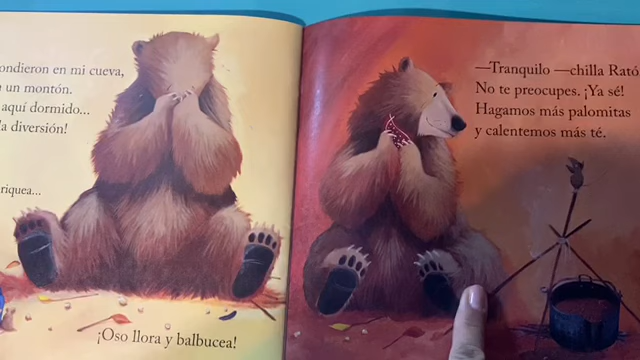 ondieron en mi cueva,
un montón.
aquí dormido...
la diversión!
riquea...
¡Oso llora y balbucea!
—Tranquilo —chilla Rató
No te preocupes. ¡Ya sé!
Hagamos más palomitas
y calentemos más té.